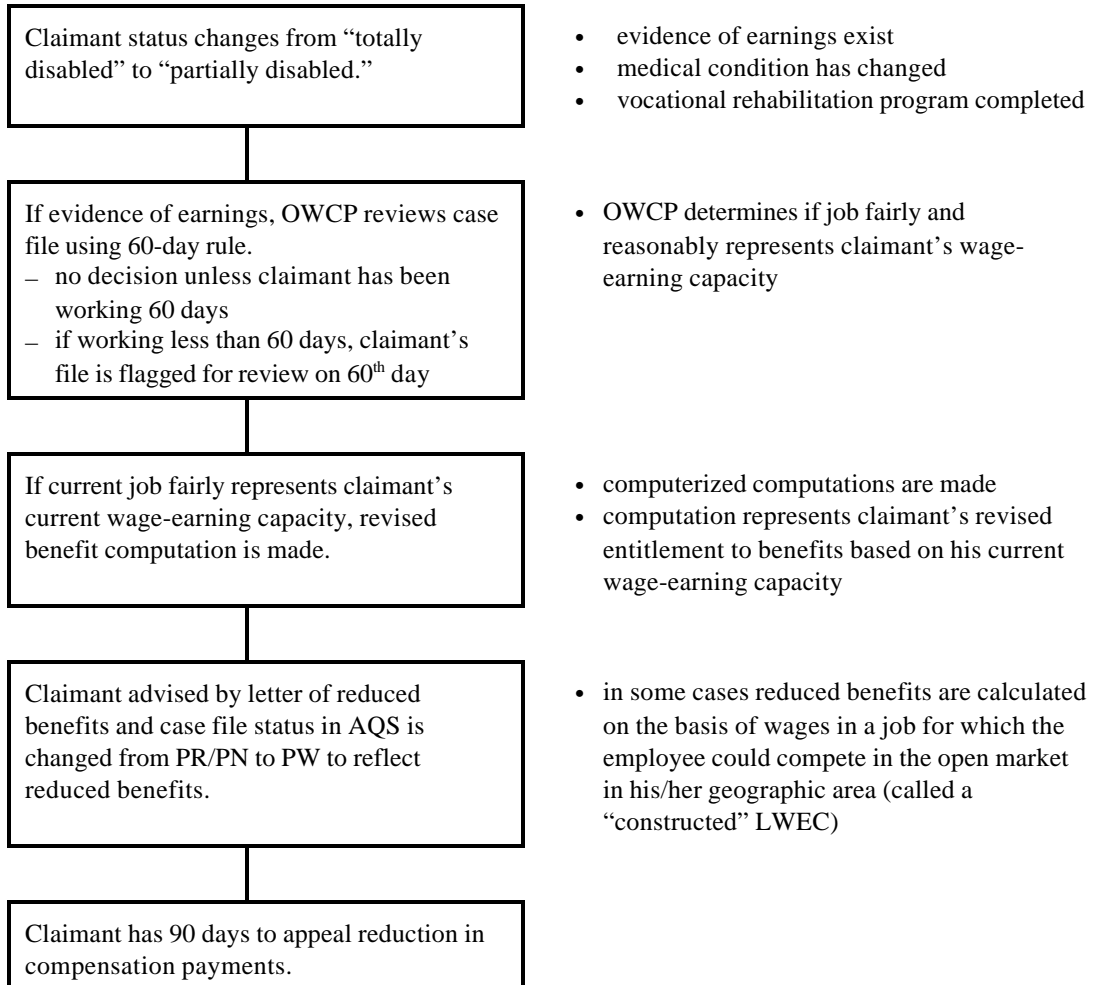 Claimant status changes from “totally
disabled” to “partially disabled.”
• evidence of earnings exist
• medical condition has changed
• vocational rehabilitation program completed
If evidence of earnings, OWCP reviews case
file using 60-day rule.
– no decision unless claimant has been
working 60 days
– if working less than 60 days, claimant’s
file is flagged for review on 60th day
• OWCP determines if job fairly and
reasonably represents claimant’s wage-
earning capacity
If current job fairly represents claimant’s
current wage-earning capacity, revised
benefit computation is made.
• computerized computations are made
• computation represents claimant’s revised
entitlement to benefits based on his current
wage-earning capacity
Claimant advised by letter of reduced
benefits and case file status in AQS is
changed from PR/PN to PW to reflect
reduced benefits.
• in some cases reduced benefits are calculated
on the basis of wages in a job for which the
employee could compete in the open market
in his/her geographic area (called a
“constructed” LWEC)
Claimant has 90 days to appeal reduction in
compensation payments.